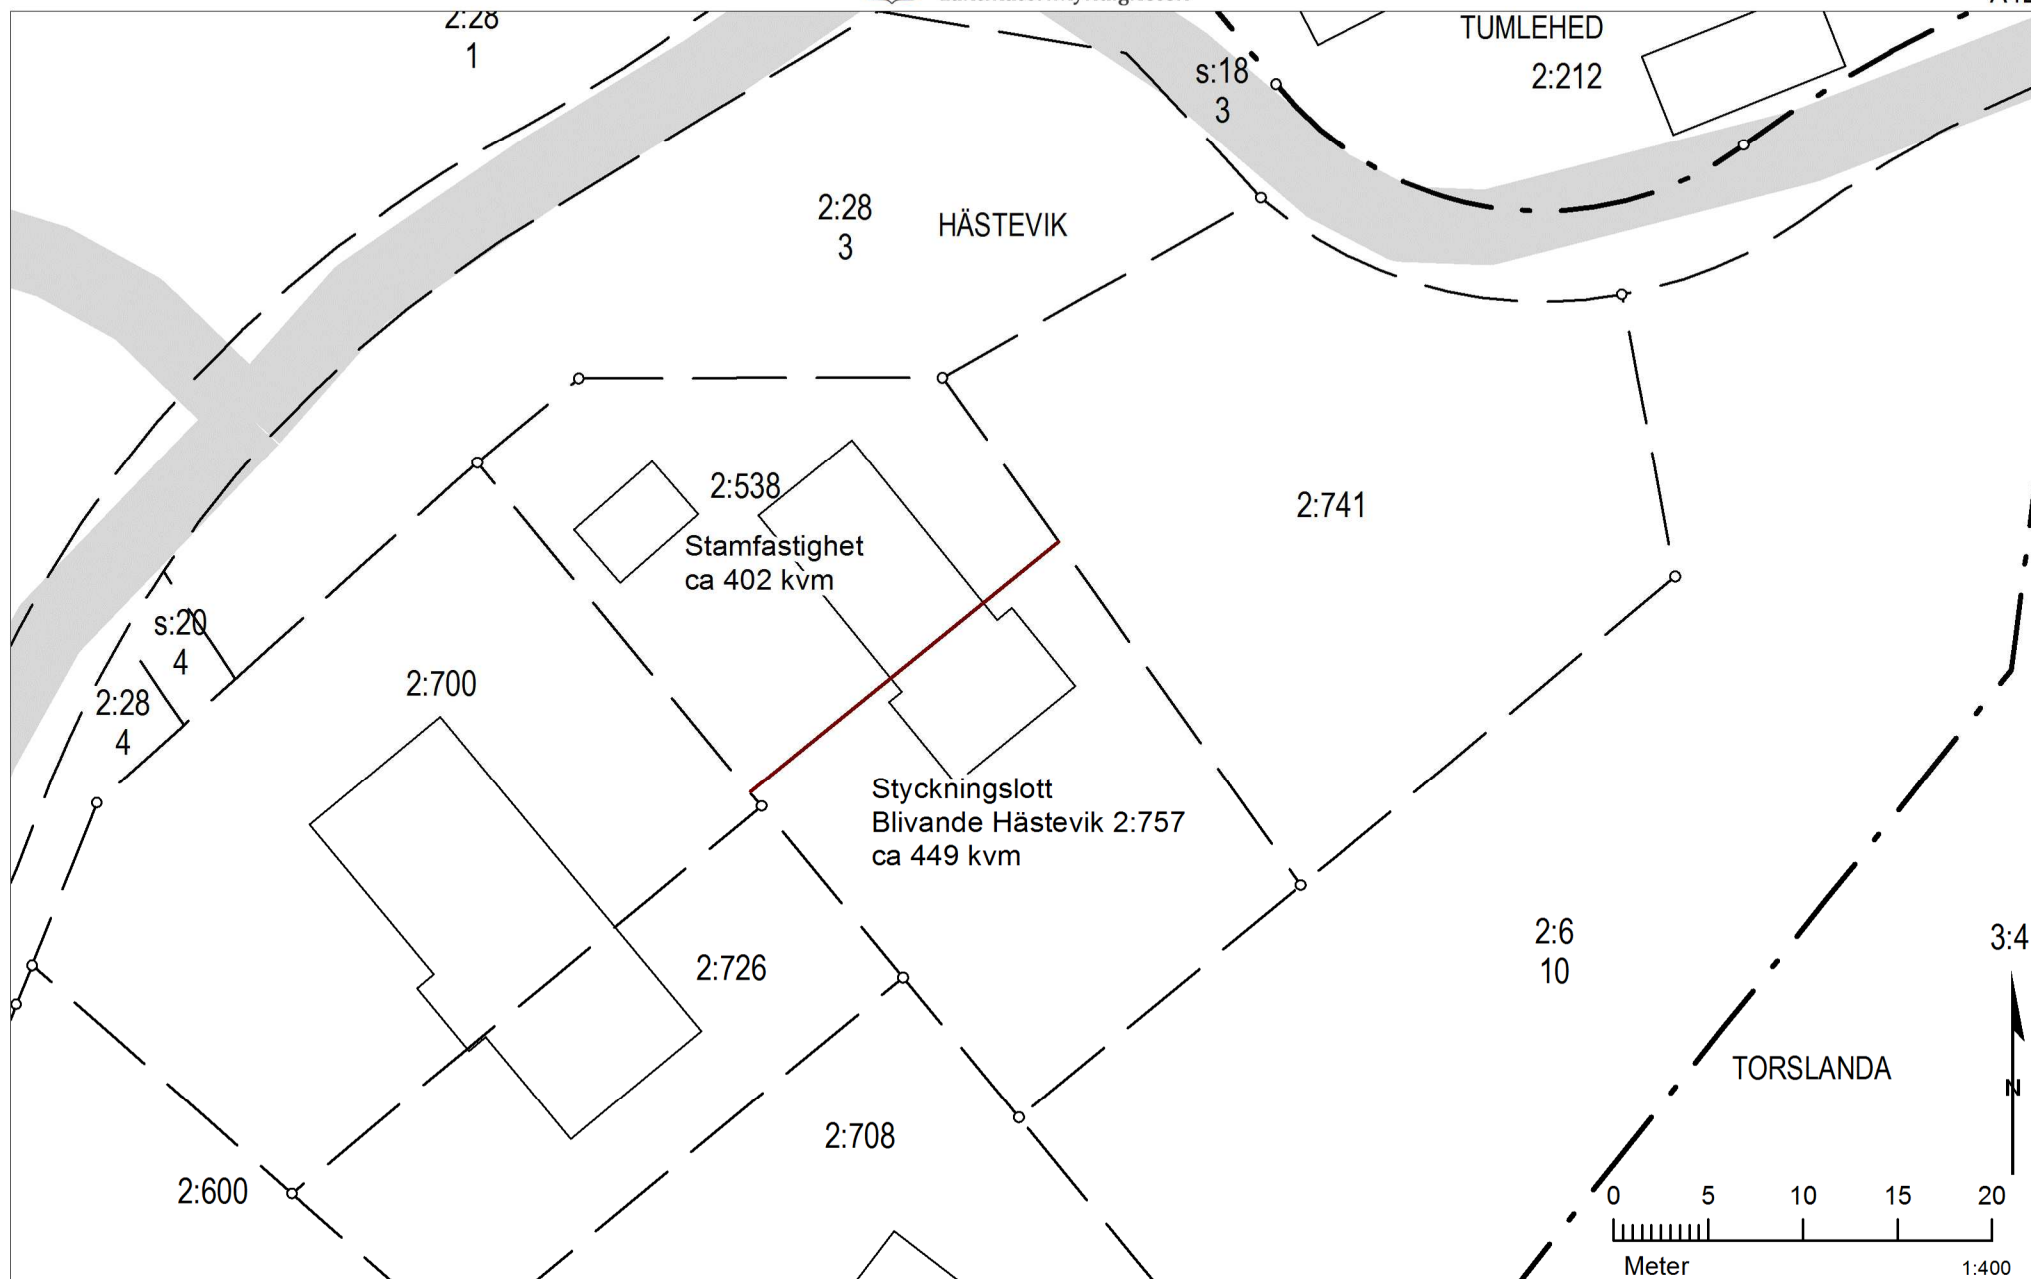 2:28
1
TUMLEHED
2:212
s:18
3
2:28
3
HÄSTEVIK
2:538
Stamfastighet
ca 402 kvm
2:741
s:20
4
2:28
4
2:700
Styckningslott
Blivande Hästevik 2:757
ca 449 kvm
2:726
2:6
10
3:4
TORSLANDA
N
2:708
2:600
0 5 10 15 20
Meter
1:400